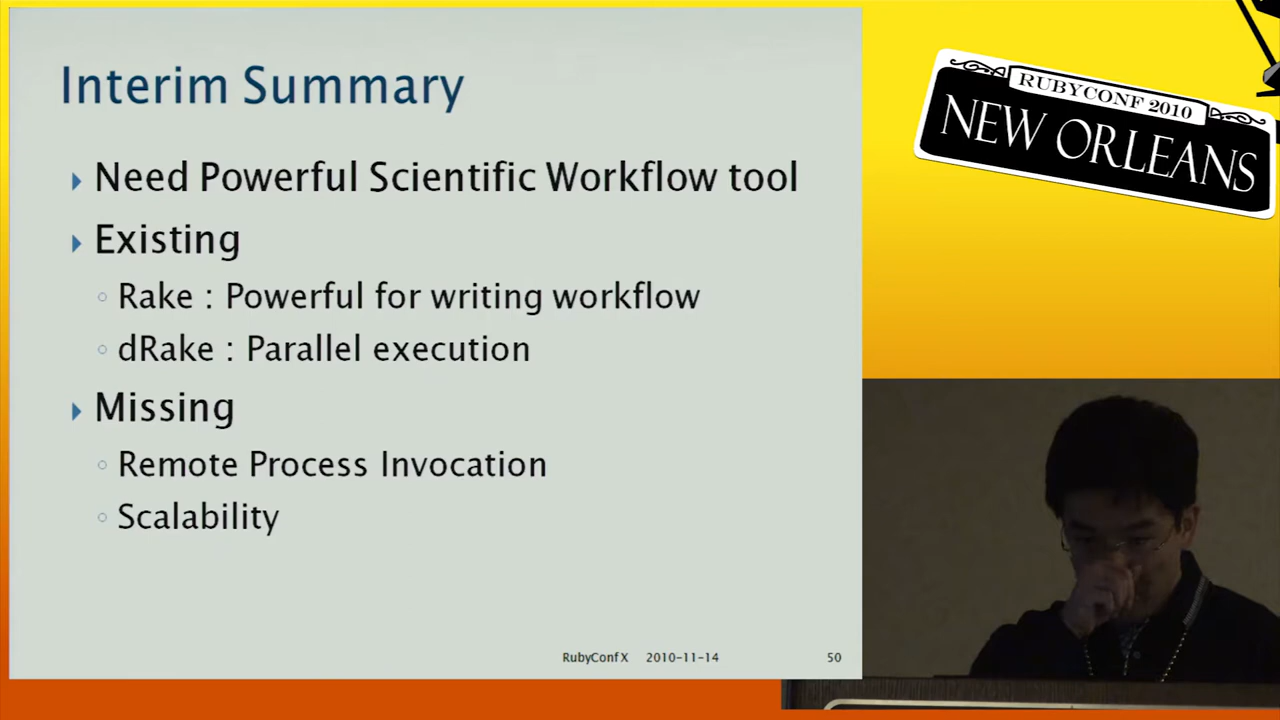 Interim Summary
Need Powerful Scientific Workflow tool
Existing
Rake : Powerful for writing workflow
dRake : Parallel execution
Missing
Remote Process Invocation
Scalability
RubyConf X 2010-11-14 50
RUBYCONF 2010
NEW ORLEANS